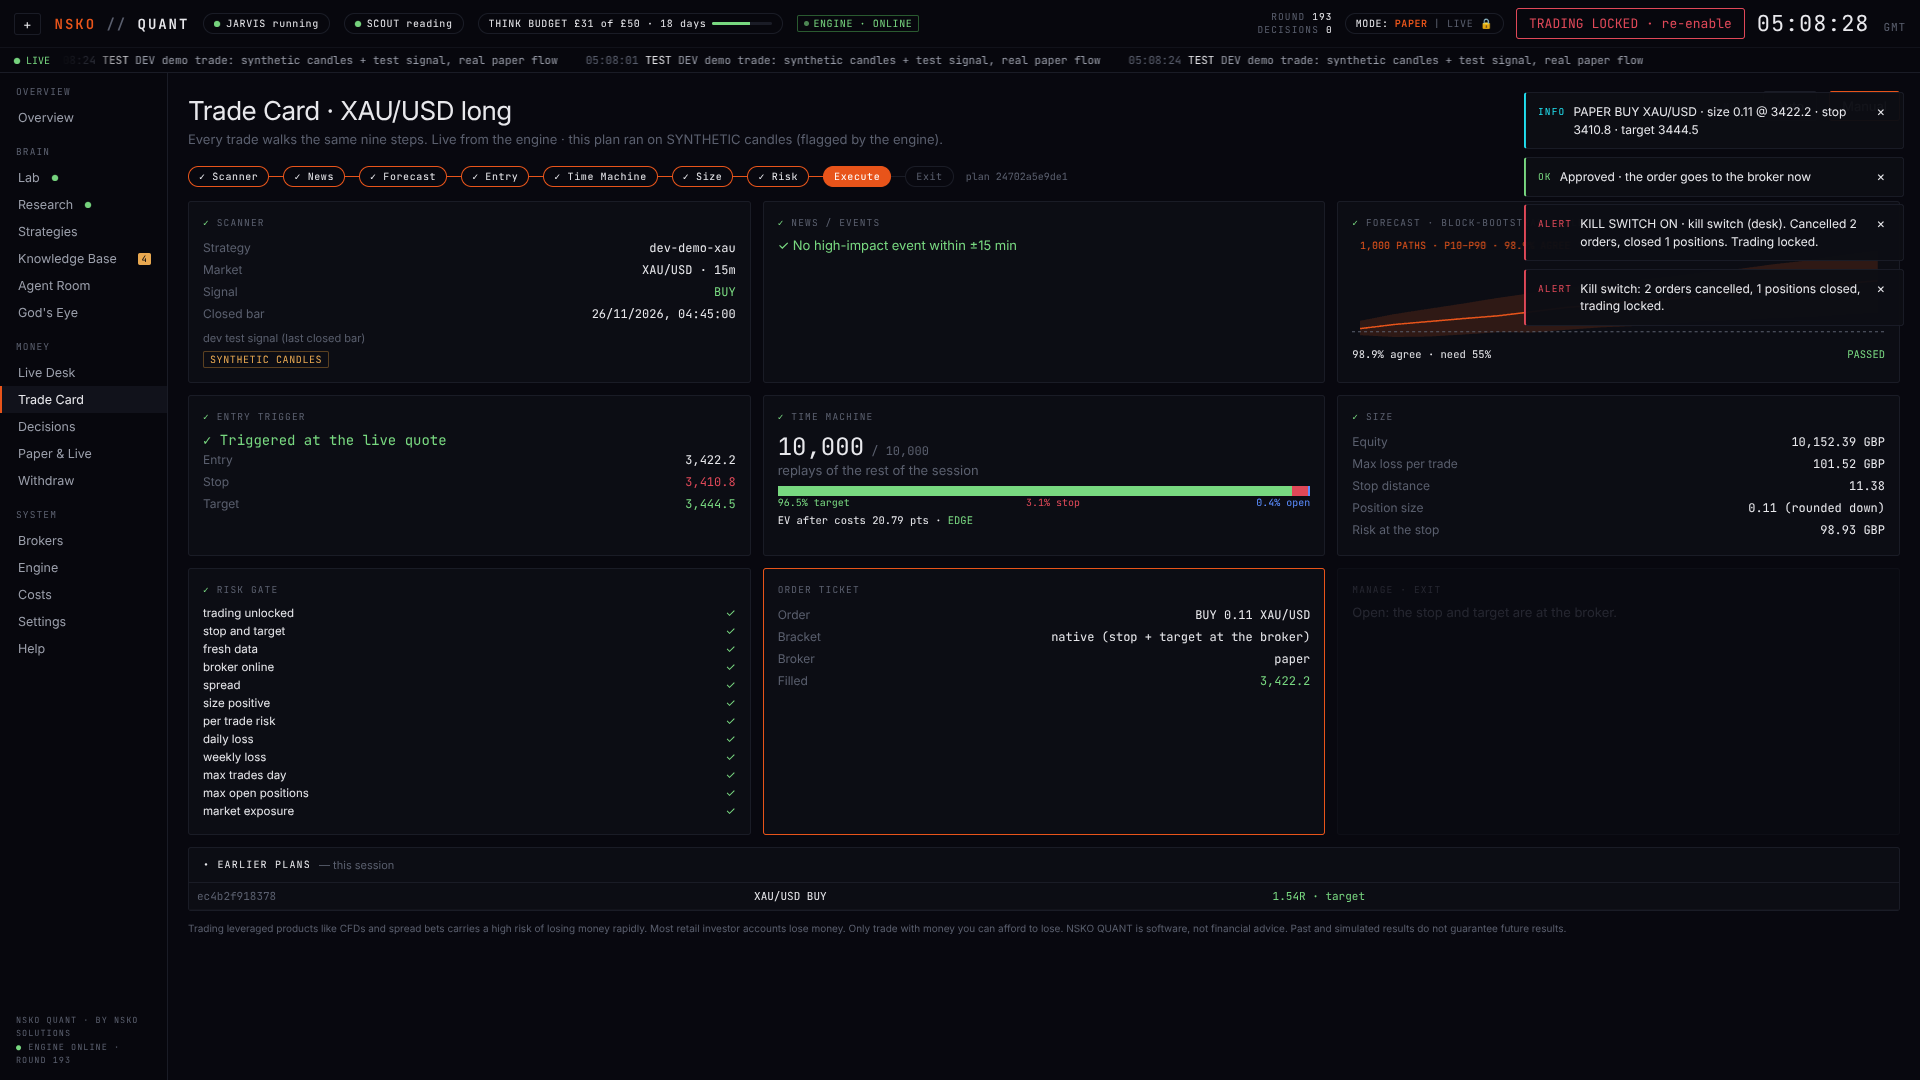 +
NSKO // QUANT
JARVIS running
SCOUT reading
THINK BUDGET £31 of £50 · 18 days
ENGINE · ONLINE
ROUND 193
DECISIONS 0
MODE: PAPER | LIVE
TRADING LOCKED · re-enable
05:08:28 GMT
LIVE
TEST DEV demo trade: synthetic candles + test signal, real paper flow
05:08:01 TEST DEV demo trade: synthetic candles + test signal, real paper flow
05:08:24 TEST DEV demo trade: synthetic candles + test signal, real paper flow
OVERVIEW
Overview
BRAIN
Lab
Research
Strategies
Knowledge Base 4
Agent Room
God's Eye
MONEY
Live Desk
Trade Card
Decisions
Paper & Live
Withdraw
SYSTEM
Brokers
Engine
Costs
Settings
Help
NSKO QUANT · BY NSKO
SOLUTIONS
ENGINE ONLINE ·
ROUND 193
Trade Card · XAU/USD long
Every trade walks the same nine steps. Live from the engine · this plan ran on SYNTHETIC candles (flagged by the engine).
✓ Scanner
✓ News
✓ Forecast
✓ Entry
✓ Time Machine
✓ Size
✓ Risk
Execute
Exit
plan 24702a5e9de1
INFO PAPER BUY XAU/USD · size 0.11 @ 3422.2 · stop ×
3410.8 · target 3444.5
OK Approved · the order goes to the broker now ×
ALERT KILL SWITCH ON · kill switch (desk). Cancelled 2 ×
orders, closed 1 positions. Trading locked.
ALERT Kill switch: 2 orders cancelled, 1 positions closed, ×
trading locked.
✓ SCANNER
Strategy dev-demo-xau
Market XAU/USD · 15m
Signal BUY
Closed bar 26/11/2026, 04:45:00
dev test signal (last closed bar)
SYNTHETIC CANDLES
✓ NEWS / EVENTS
✓ No high-impact event within ±15 min
✓ FORECAST · BLOCK-BOOTST
1,000 PATHS · P10–P90 · 98.9
98.9% agree · need 55% PASSED
✓ ENTRY TRIGGER
✓ Triggered at the live quote
Entry 3,422.2
Stop 3,410.8
Target 3,444.5
✓ TIME MACHINE
10,000 / 10,000
replays of the rest of the session
96.5% target 3.1% stop 0.4% open
EV after costs 20.79 pts · EDGE
✓ SIZE
Equity 10,152.39 GBP
Max loss per trade 101.52 GBP
Stop distance 11.38
Position size 0.11 (rounded down)
Risk at the stop 98.93 GBP
✓ RISK GATE
trading unlocked ✓
stop and target ✓
fresh data ✓
broker online ✓
spread ✓
size positive ✓
per trade risk ✓
daily loss ✓
weekly loss ✓
max trades day ✓
max open positions ✓
market exposure ✓
ORDER TICKET
Order BUY 0.11 XAU/USD
Bracket native (stop + target at the broker)
Broker paper
Filled 3,422.2
MANAGE · EXIT
Open: the stop and target are at the broker.
• EARLIER PLANS — this session
ec4b2f918378 XAU/USD BUY 1.54R · target
Trading leveraged products like CFDs and spread bets carries a high risk of losing money rapidly. Most retail investor accounts lose money. Only trade with money you can afford to lose. NSKO QUANT is software, not financial advice. Past and simulated results do not guarantee future results.